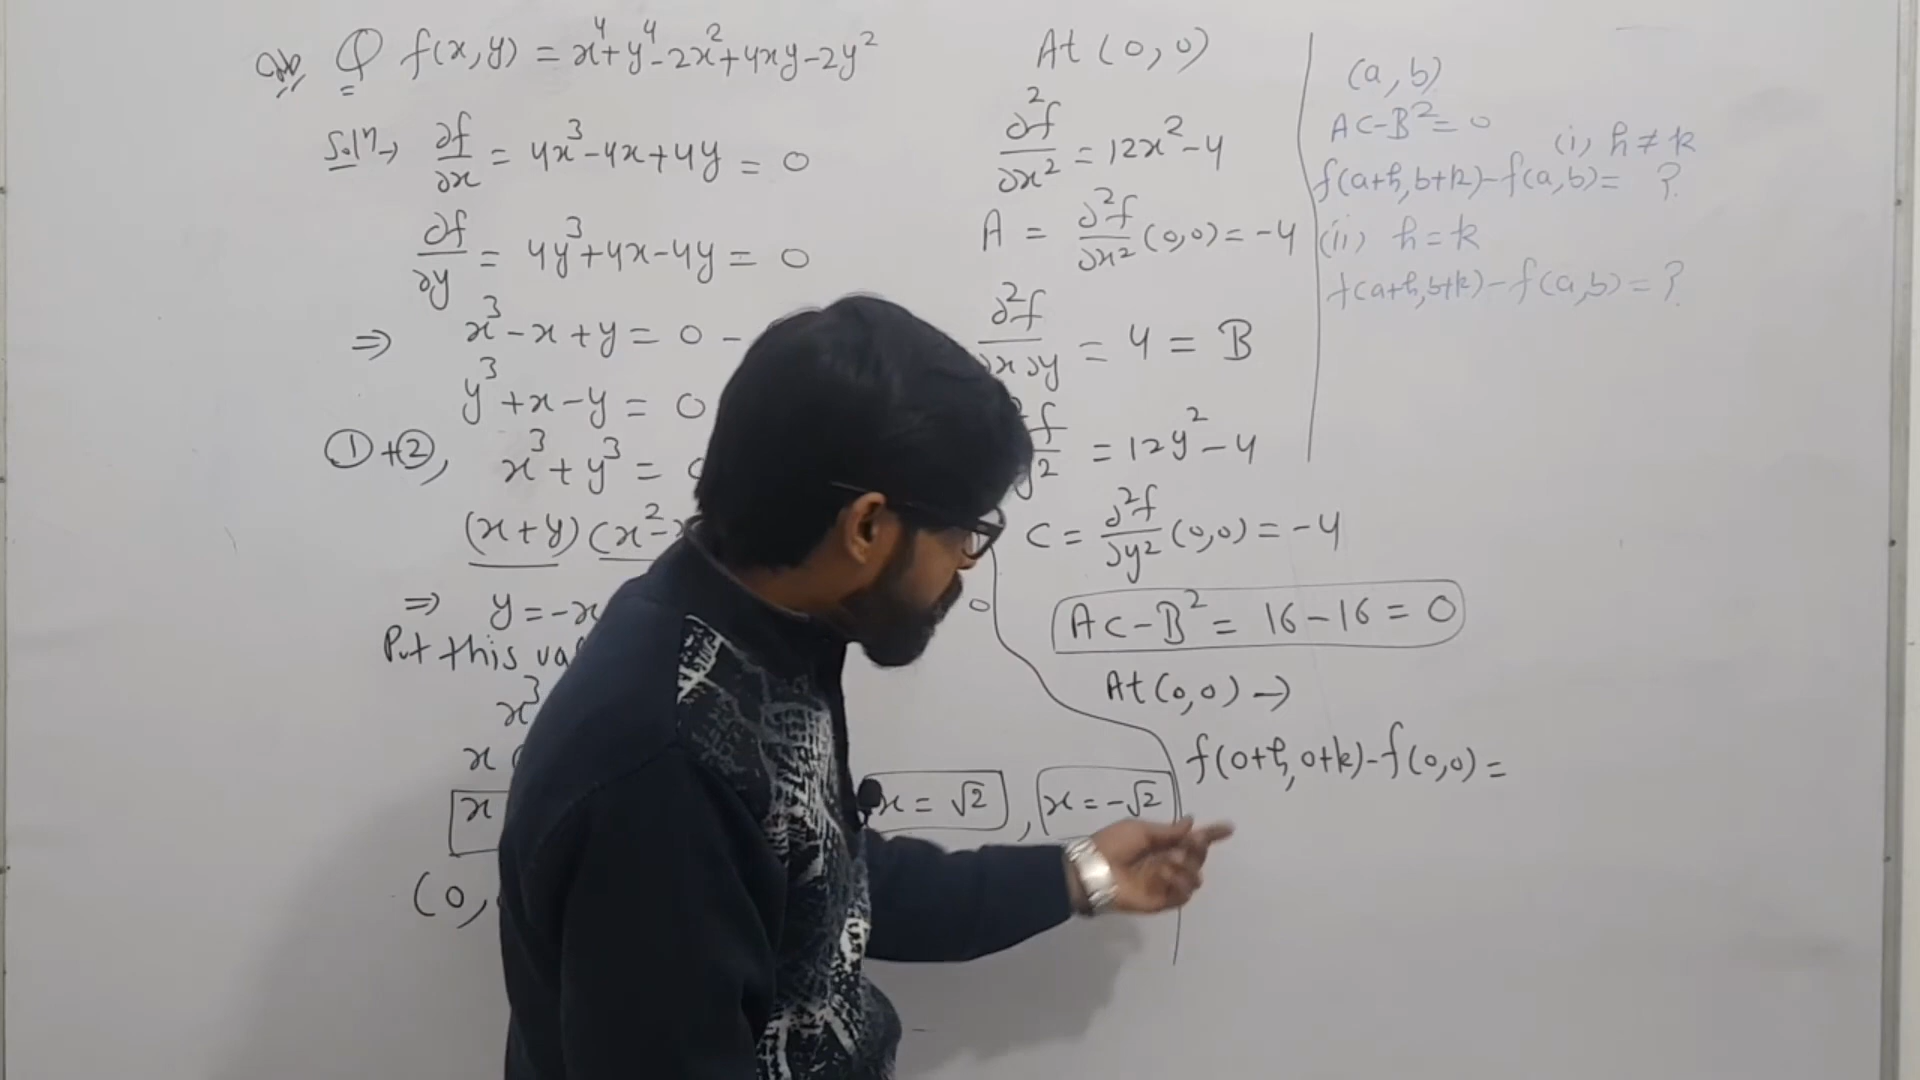 Q f(x, y) = x⁴+y⁴-2x²+4xy-2y²
Solⁿ→ ∂f/∂x = 4x³-4x+4y = 0
∂f/∂y = 4y³+4x-4y = 0
⇒ x³-x+y = 0 -
y³+x-y = 0
①+②, x³+y³ =
(x+y)(x²-
⇒ y = -x
Put this
x³
x
x
x = √2 , x = -√2
(0,
0
At (0, 0)
∂²f/∂x² = 12x²-4
A = ∂²f/∂x² (0,0) = -4
∂²f/∂x∂y = 4 = B
= 12y²-4
C = ∂²f/∂y² (0,0) = -4
AC-B² = 16-16 = 0
At (0,0) →
f(0+h, 0+k)-f(0,0) =
(a, b)
AC-B² = 0
(i) h ≠ k
f(a+h, b+k)-f(a,b) = ?
(ii) h = k
f(a+h, b+k)-f(a,b) = ?